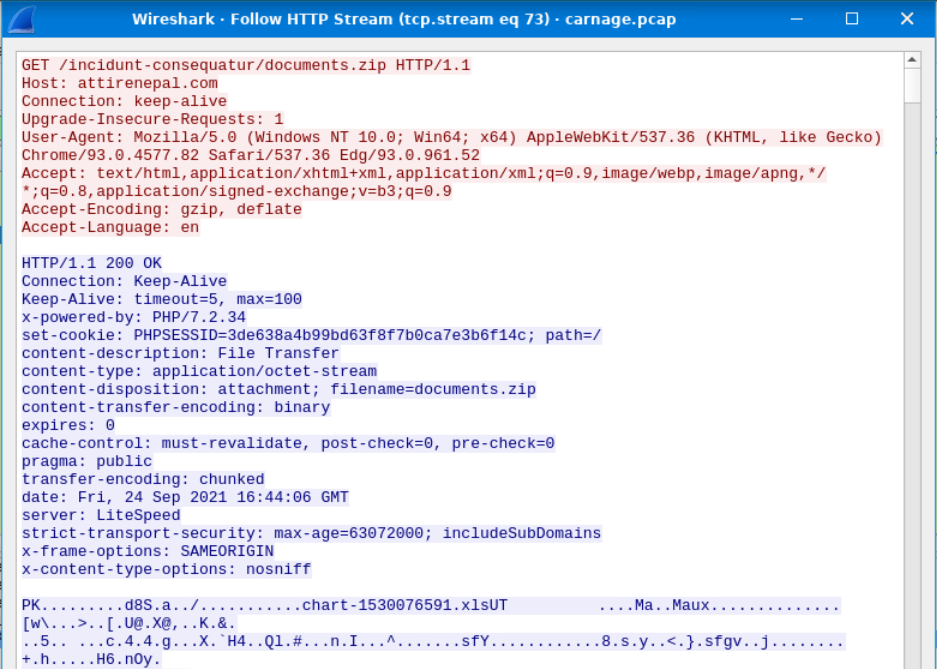 Wireshark · Follow HTTP Stream (tcp.stream eq 73) · carnage.pcap
GET /incidunt-consequatur/documents.zip HTTP/1.1
Host: attirenepal.com
Connection: keep-alive
Upgrade-Insecure-Requests: 1
User-Agent: Mozilla/5.0 (Windows NT 10.0; Win64; x64) AppleWebKit/537.36 (KHTML, like Gecko)
Chrome/93.0.4577.82 Safari/537.36 Edg/93.0.961.52
Accept: text/html,application/xhtml+xml,application/xml;q=0.9,image/webp,image/apng,*/
*;q=0.8,application/signed-exchange;v=b3;q=0.9
Accept-Encoding: gzip, deflate
Accept-Language: en
HTTP/1.1 200 OK
Connection: Keep-Alive
Keep-Alive: timeout=5, max=100
x-powered-by: PHP/7.2.34
set-cookie: PHPSESSID=3de638a4b99bd63f8f7b0ca7e3b6f14c; path=/
content-description: File Transfer
content-type: application/octet-stream
content-disposition: attachment; filename=documents.zip
content-transfer-encoding: binary
expires: 0
cache-control: must-revalidate, post-check=0, pre-check=0
pragma: public
transfer-encoding: chunked
date: Fri, 24 Sep 2021 16:44:06 GMT
server: LiteSpeed
strict-transport-security: max-age=63072000; includeSubDomains
x-frame-options: SAMEORIGIN
x-content-type-options: nosniff
PK.........d8S.a../...........chart-1530076591.xlsUT          ....Ma..Maux..............
[w\...>..[.U@.X@,..K.&.
..5.. ...c.4.4.g...X.`H4..Ql.#...n.I...^.......sfY............8.s.y..<.}.sfgv..j........
+.h.....H6.nOy.